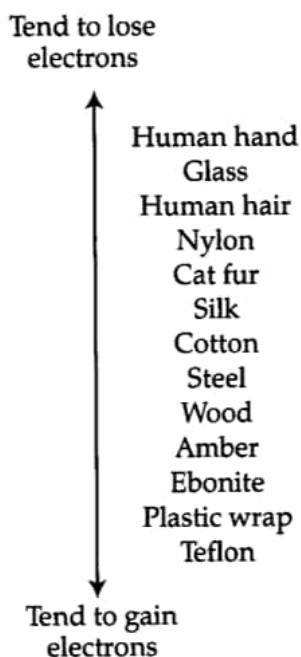 Tend to lose
electrons
Human hand
Glass
Human hair
Nylon
Cat fur
Silk
Cotton
Steel
Wood
Amber
Ebonite
Plastic wrap
Teflon
Tend to gain
electrons